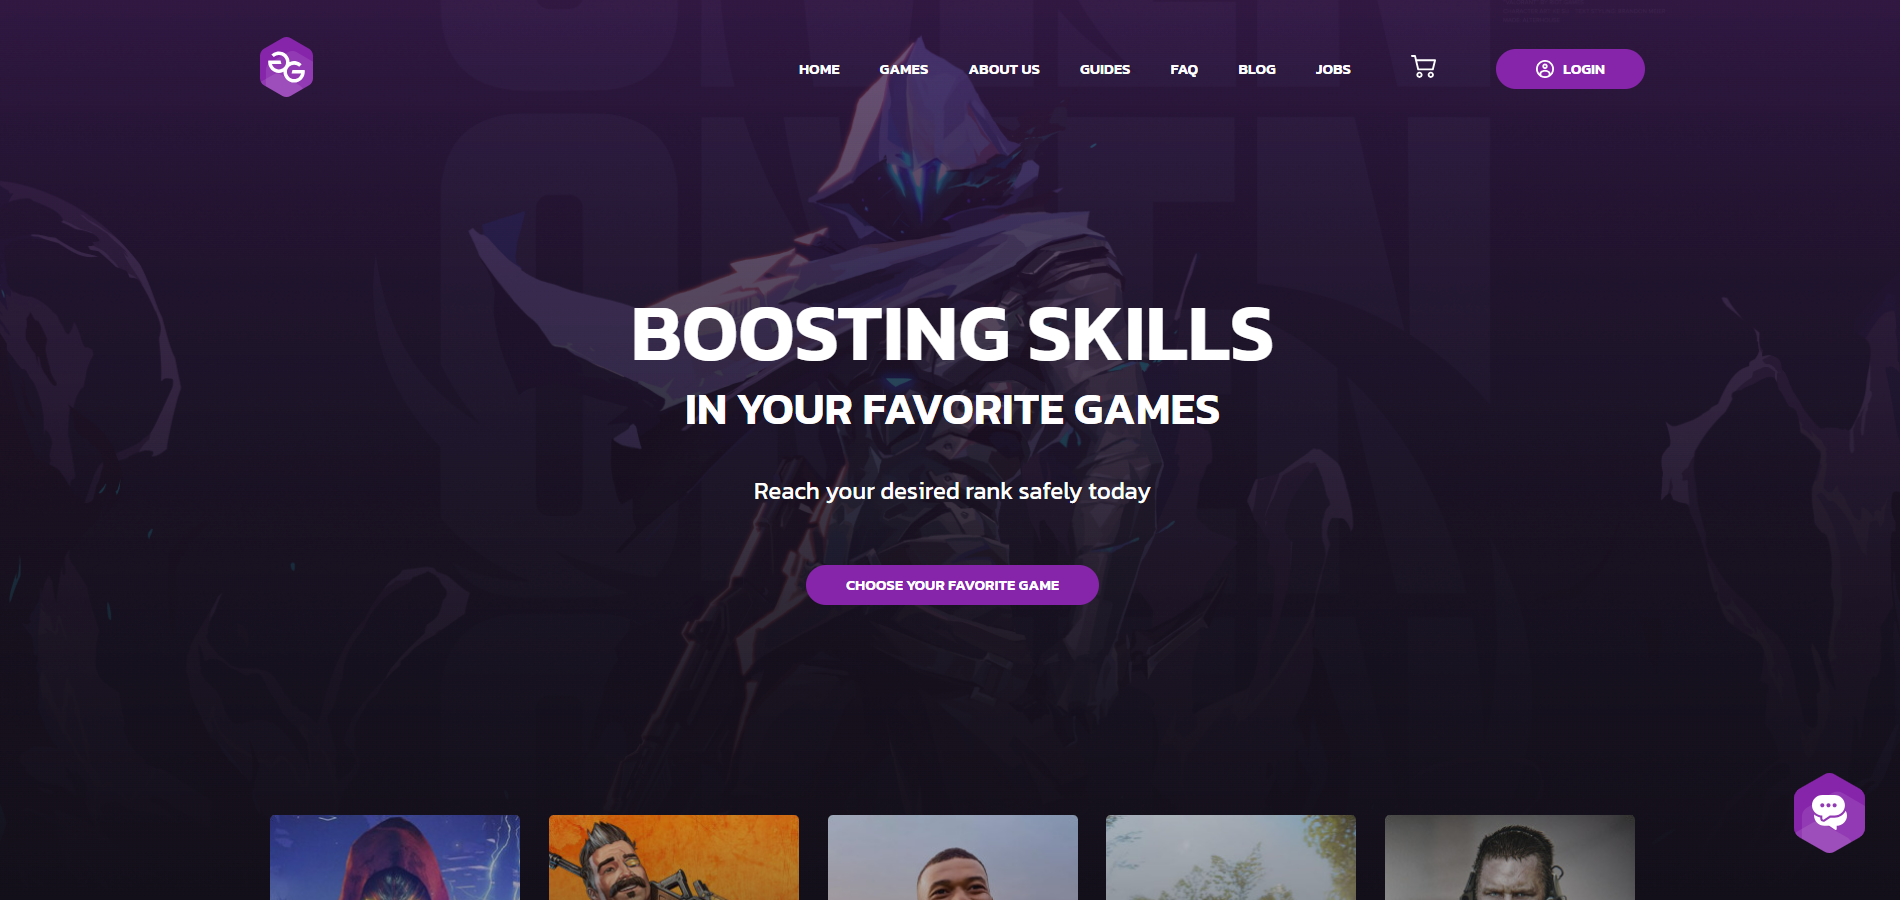 HOME GAMES ABOUT US GUIDES FAQ BLOG JOBS LOGIN
BOOSTING SKILLS
IN YOUR FAVORITE GAMES
Reach your desired rank safely today
CHOOSE YOUR FAVORITE GAME